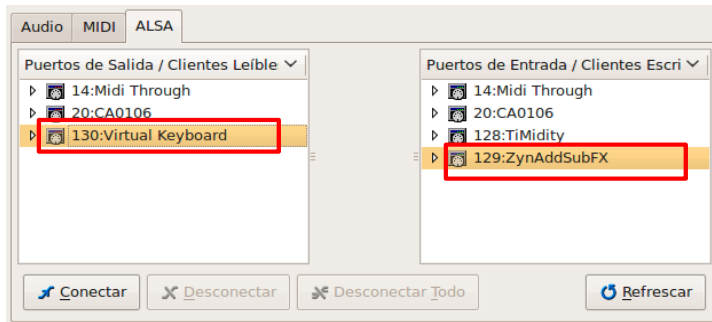 Audio MIDI ALSA
Puertos de Salida / Clientes Leíble
14:Midi Through
20:CA0106
130:Virtual Keyboard
Puertos de Entrada / Clientes Escri
14:Midi Through
20:CA0106
128:TiMidity
129:ZynAddSubFX
Conectar Desconectar Desconectar Todo Refrescar